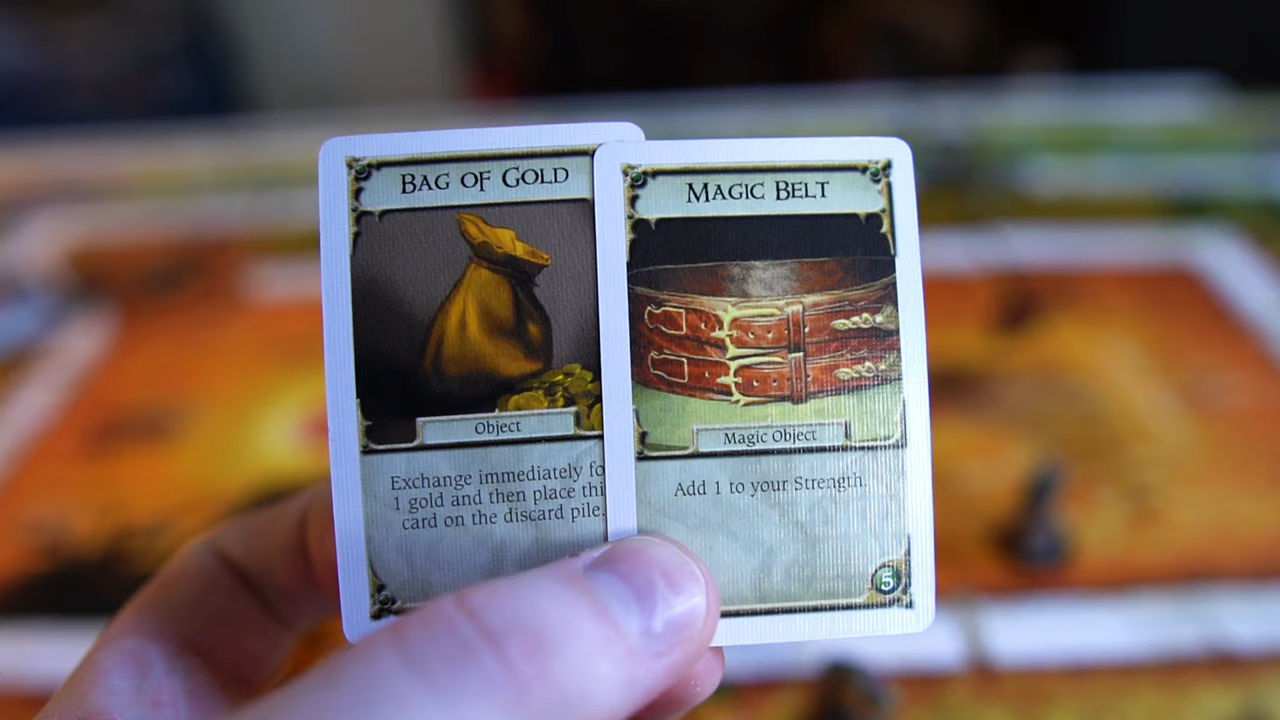 BAG OF GOLD
Object
Exchange immediately fo
1 gold and then place thi
card on the discard pile.
MAGIC BELT
Magic Object
Add 1 to your Strength.
5